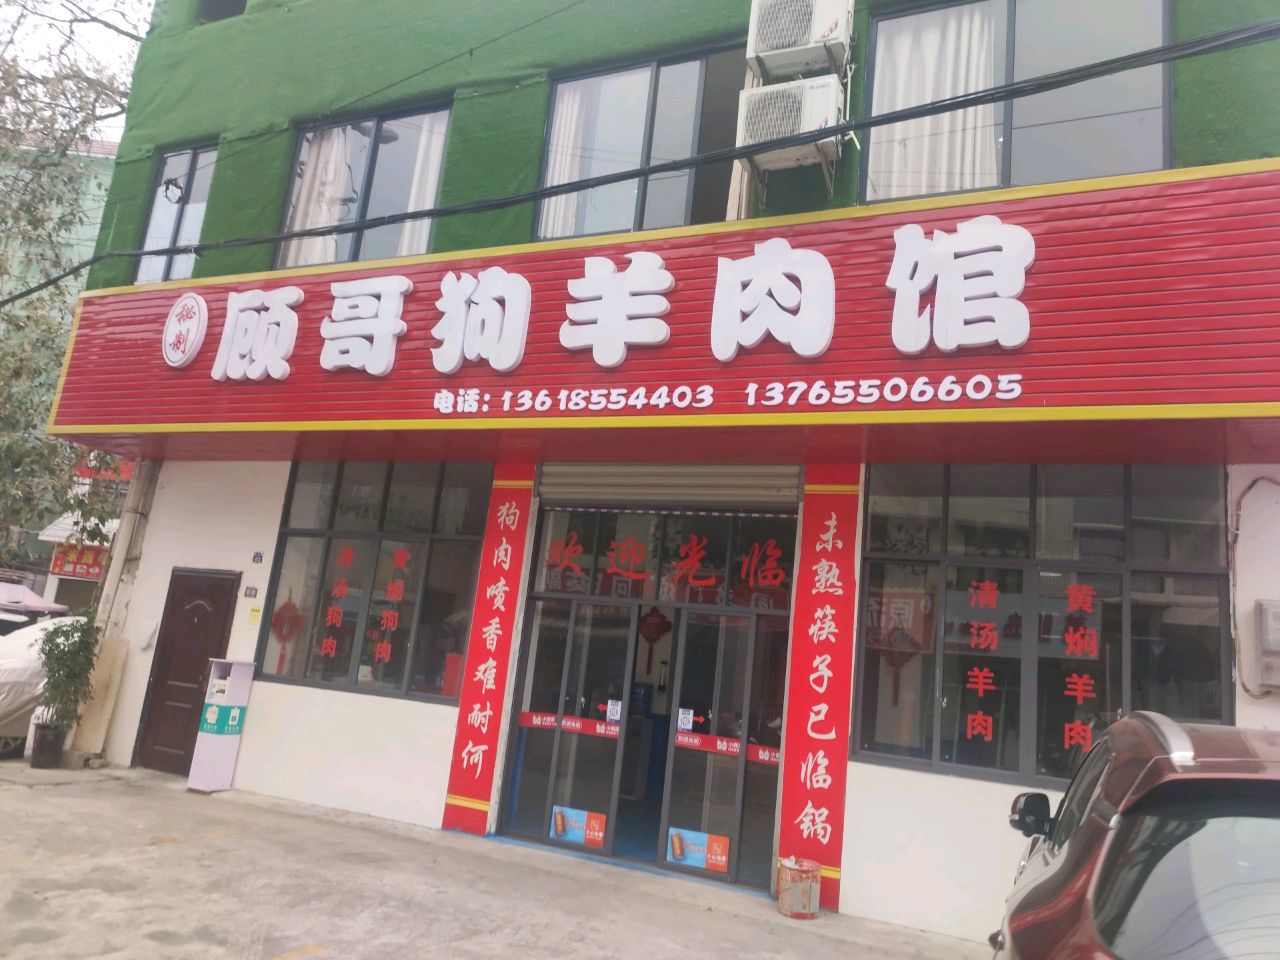 秘制
顾哥狗羊肉馆
电话：13618554403 13765506605
狗肉喷香难耐何
欢迎光临
未熟筷子已临锅
清汤狗肉
黄焖狗肉
清汤羊肉
黄焖羊肉